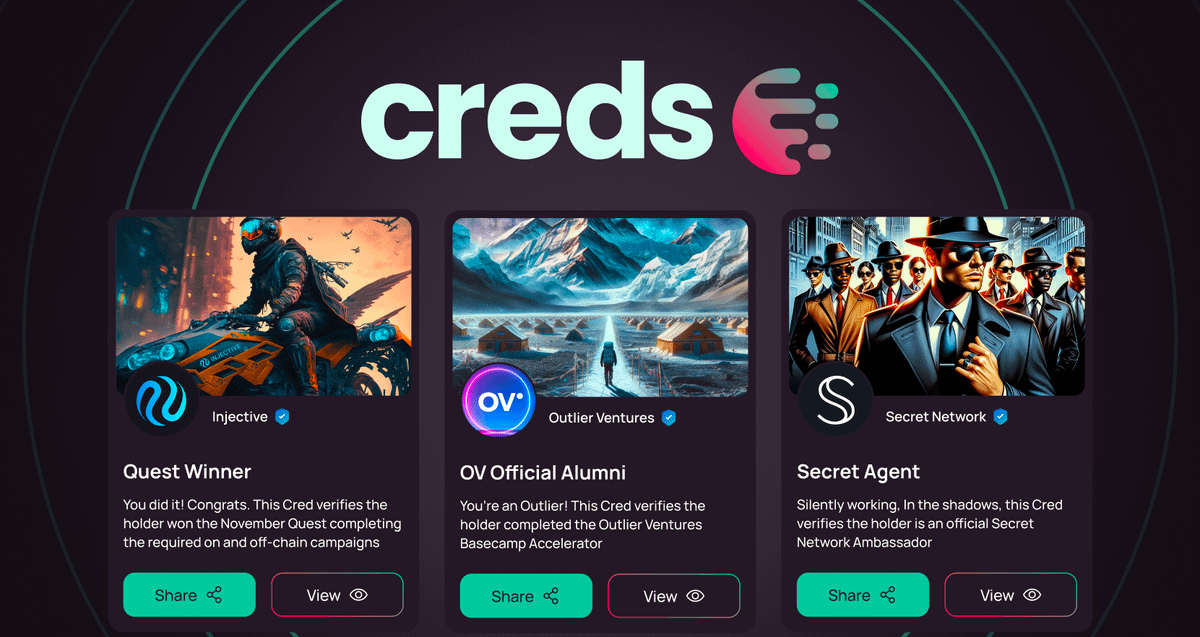 creds
INJECTIVE
Injective
Quest Winner
You did it! Congrats. This Cred verifies the
holder won the November Quest completing
the required on and off-chain campaigns
Share
View
OV
Outlier Ventures
OV Official Alumni
You're an Outlier! This Cred verifies the
holder completed the Outlier Ventures
Basecamp Accelerator
Share
View
S
Secret Network
Secret Agent
Silently working, In the shadows, this Cred
verifies the holder is an official Secret
Network Ambassador
Share
View